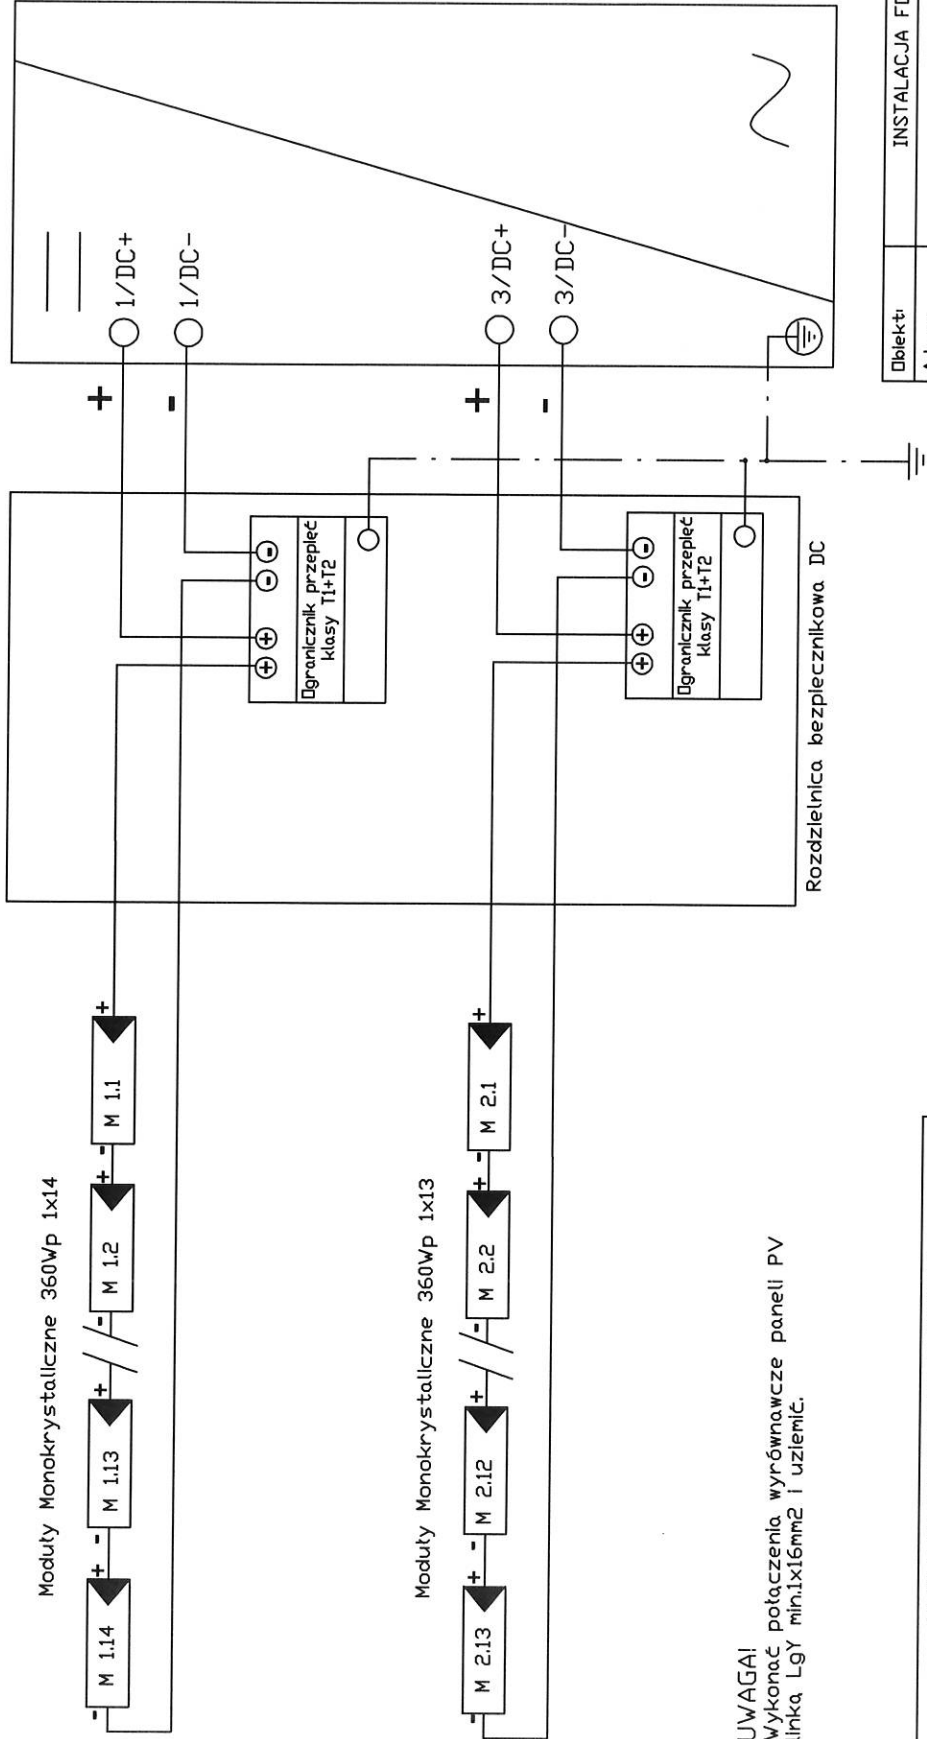 Moduły Monokrystaliczne 360Wp 1x14
- M 1.14 +
- M 1.13 +
- M 1.2 +
- M 1.1 +
+
-
1/DC+
1/DC-
+ + - -
Ogranicznik przepięć
klasy T1+T2
Moduły Monokrystaliczne 360Wp 1x13
- M 2.13 +
- M 2.12 +
- M 2.2 +
- M 2.1 +
+
-
3/DC+
3/DC-
+ + - -
Ogranicznik przepięć
klasy T1+T2
Rozdzielnica bezpiecznikowa DC
UWAGA!
Wykonać połączenia wyrównawcze paneli PV
linką LgY min.1x16mm2 i uziemić.
Obiekt:
INSTALACJA